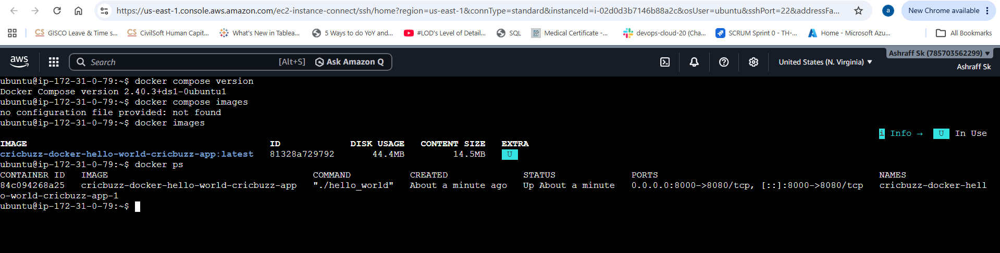 https://us-east-1.console.aws.amazon.com/ec2-instance-connect/ssh/home?region=us-east-1&connType=standard&instanceId=i-02d0d3b7146b88a2c&osUser=ubuntu&sshPort=22&addressFa...
a
New Chrome available
GISCO Leave & Time s...
CivilSoft Human Capit...
What's New in Tablea...
5 Ways to do YoY and...
#LOD's Level of Detail...
SQL
Medical Certificate -...
devops-cloud-20 (Cha...
SCRUM Sprint 0 - TH-...
Home - Microsoft Azu...
All Bookmarks
aws
Search
[Alt+S]
Ask Amazon Q
United States (N. Virginia)
Ashraff Sk (785703562299)
Ashraff Sk
ubuntu@ip-172-31-0-79:~$ docker compose version
Docker Compose version 2.40.3+ds1-0ubuntu1
ubuntu@ip-172-31-0-79:~$ docker compose images
no configuration file provided: not found
ubuntu@ip-172-31-0-79:~$ docker images
i Info → U In Use
IMAGE ID DISK USAGE CONTENT SIZE EXTRA
cricbuzz-docker-hello-world-cricbuzz-app:latest 81328a729792 44.4MB 14.5MB U
ubuntu@ip-172-31-0-79:~$ docker ps
CONTAINER ID IMAGE COMMAND CREATED STATUS PORTS NAMES
84c094268a25 cricbuzz-docker-hello-world-cricbuzz-app "./hello_world" About a minute ago Up About a minute 0.0.0.0:8000->8080/tcp, [::]:8000->8080/tcp cricbuzz-docker-hell
o-world-cricbuzz-app-1
ubuntu@ip-172-31-0-79:~$